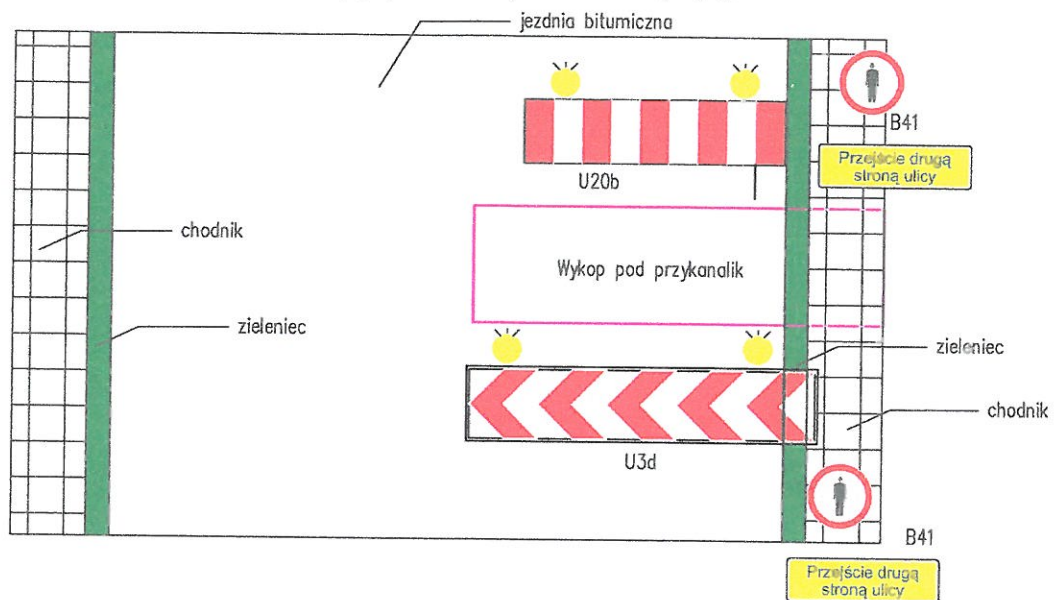 jezdnia bitumiczna
B41
Przejście drugą
stroną ulicy
U20b
chodnik
Wykop pod przykanalik
zieleniec
zieleniec
chodnik
U3d
B41
Przejście drugą
stroną ulicy